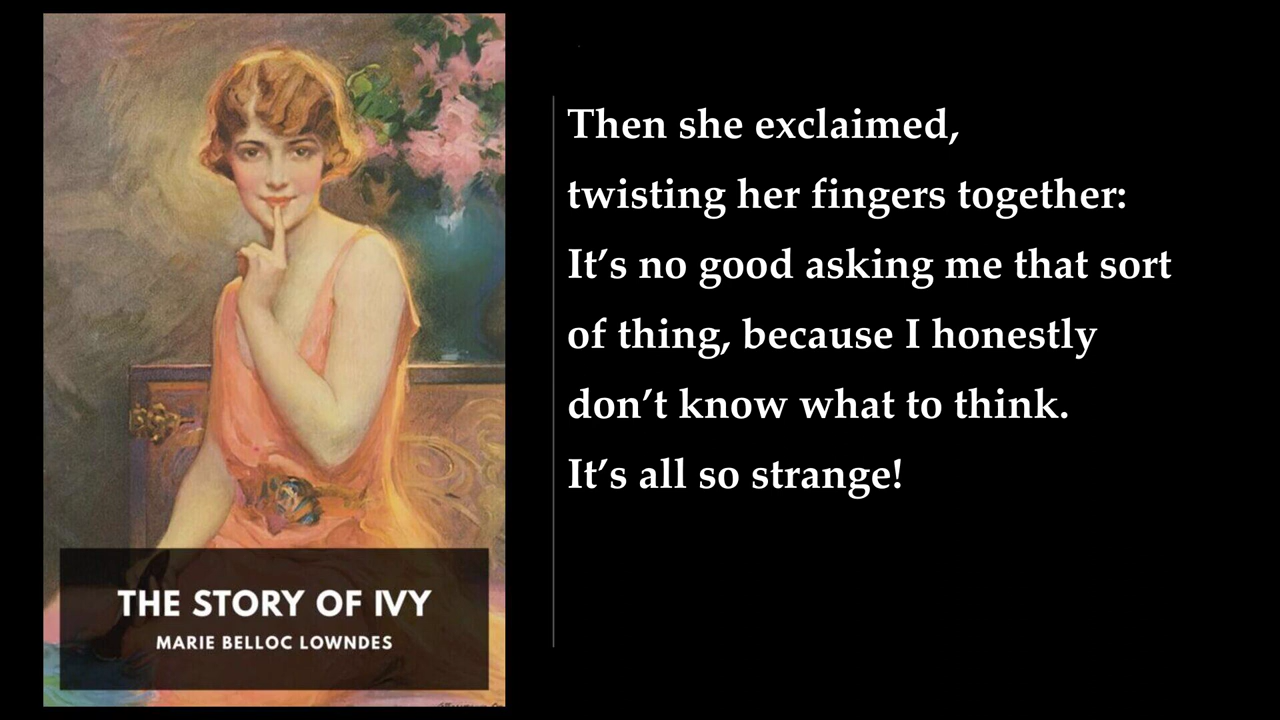 THE STORY OF IVY
MARIE BELLOC LOWNDES
Then she exclaimed,
twisting her fingers together:
It’s no good asking me that sort
of thing, because I honestly
don’t know what to think.
It’s all so strange!